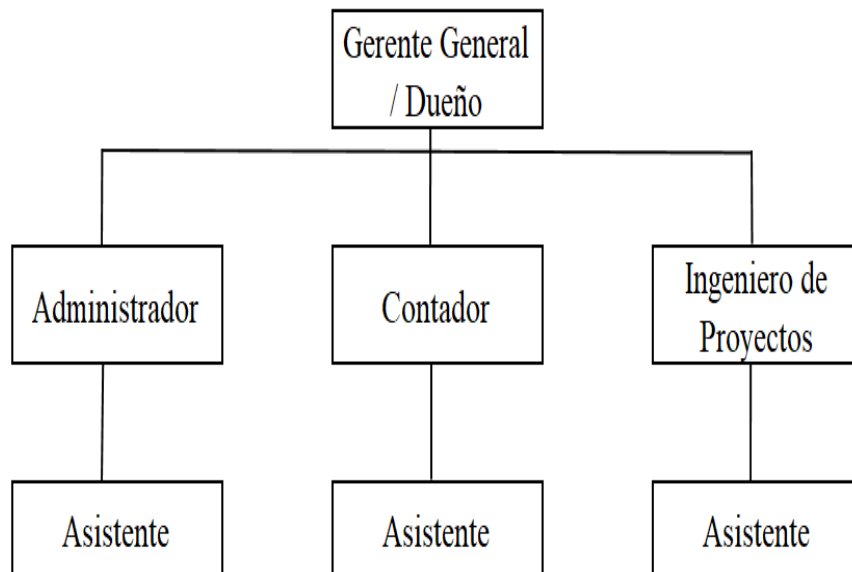 Gerente General
/ Dueño
Administrador
Contador
Ingeniero de
Proyectos
Asistente
Asistente
Asistente